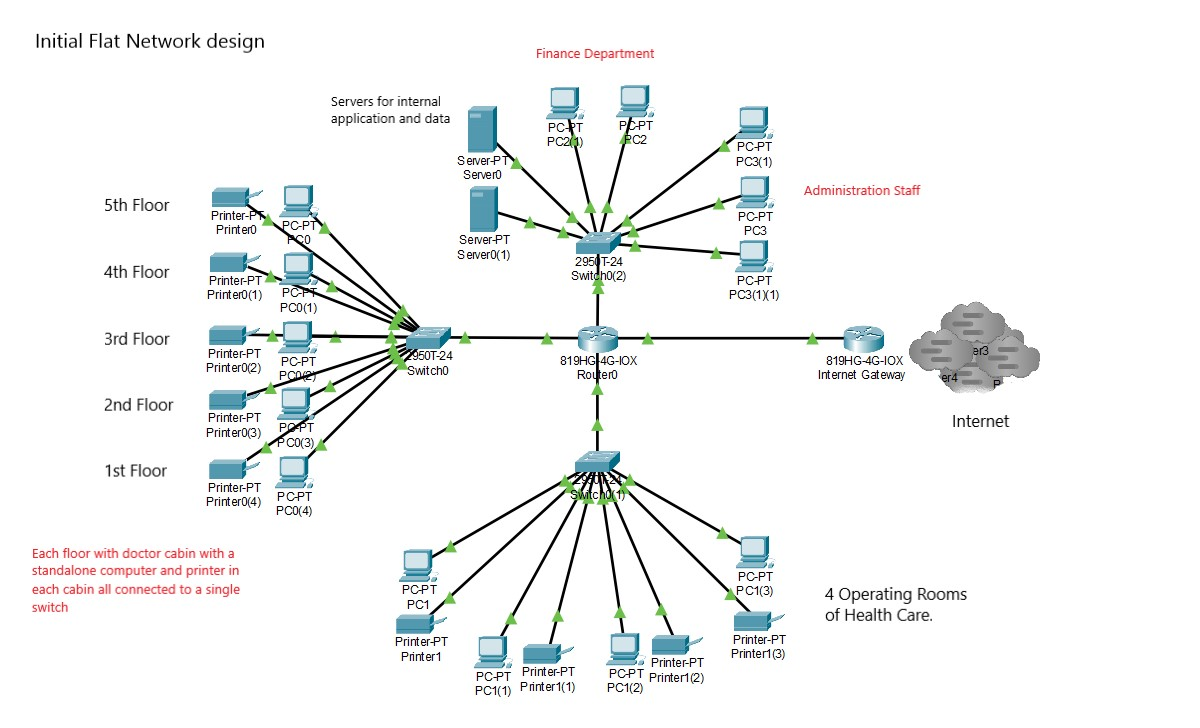 Initial Flat Network design
Finance Department
Servers for internal
application and data
Server-PT
Server0
PC-PT
PC2(1)
PC-PT
PC2
PC-PT
PC3(1)
Administration Staff
Server-PT
Server0(1)
PC-PT
PC3
PC-PT
PC3(1)(1)
2950T-24
Switch0(2)
5th Floor
Printer-PT
Printer0
PC-PT
PC0
4th Floor
Printer-PT
Printer0(1)
PC-PT
PC0(1)
3rd Floor
Printer-PT
Printer0(2)
PC-PT
PC0(2)
2nd Floor
Printer-PT
Printer0(3)
PC-PT
PC0(3)
1st Floor
Printer-PT
Printer0(4)
PC-PT
PC0(4)
2950T-24
Switch0
819HG-4G-IOX
Router0
819HG-4G-IOX
Internet Gateway
er3
er4
P
Internet
2950T-24
Switch0(1)
Each floor with doctor cabin with a
standalone computer and printer in
each cabin all connected to a single
switch
PC-PT
PC1
Printer-PT
Printer1
PC-PT
PC1(1)
Printer-PT
Printer1(1)
PC-PT
PC1(2)
Printer-PT
Printer1(2)
PC-PT
PC1(3)
Printer-PT
Printer1(3)
4 Operating Rooms
of Health Care.